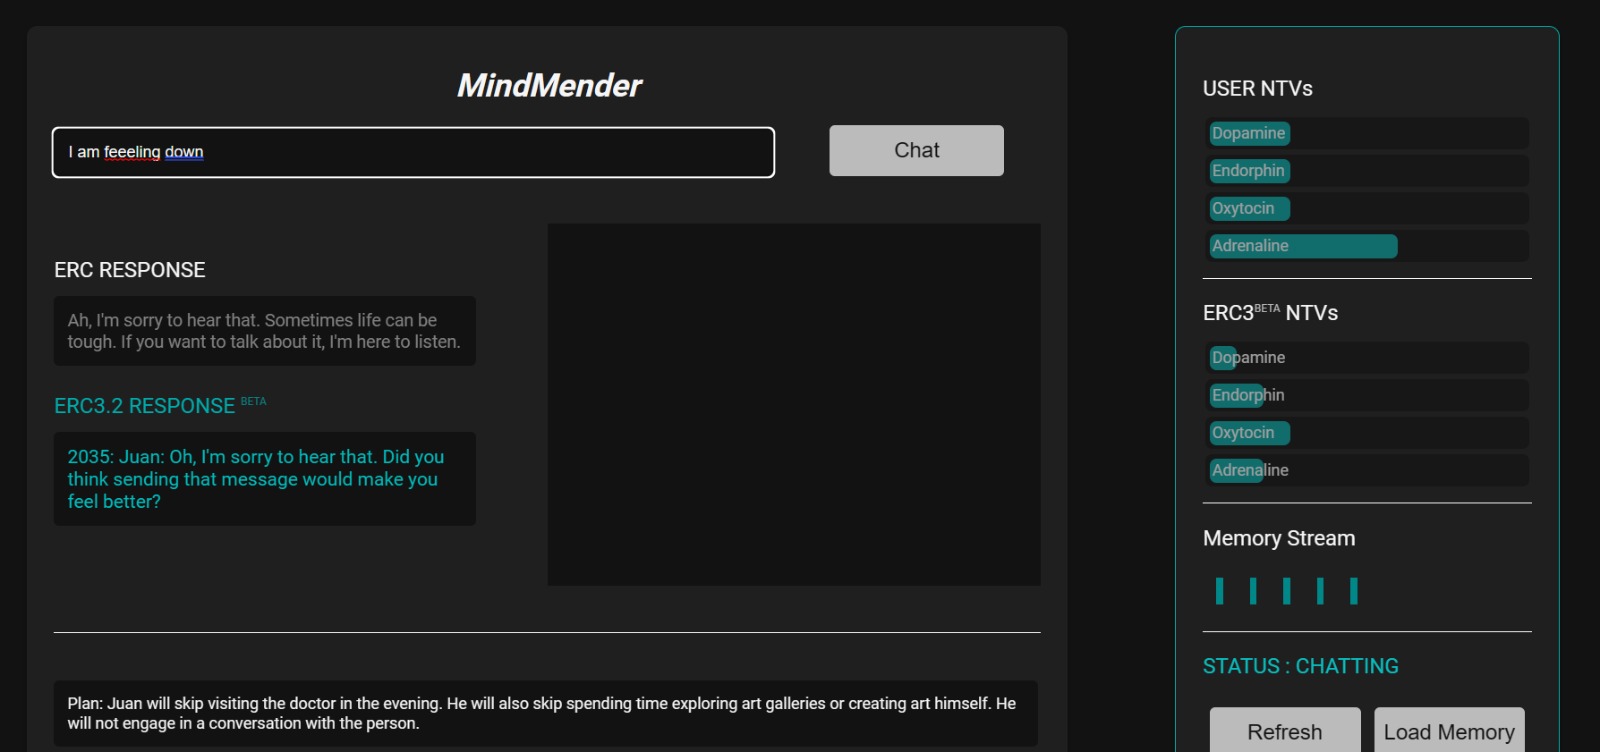 MindMender
I am feeeling down
Chat
ERC RESPONSE
Ah, I'm sorry to hear that. Sometimes life can be
tough. If you want to talk about it, I'm here to listen.
ERC3.2 RESPONSE BETA
2035: Juan: Oh, I'm sorry to hear that. Did you
think sending that message would make you
feel better?
Plan: Juan will skip visiting the doctor in the evening. He will also skip spending time exploring art galleries or creating art himself. He
will not engage in a conversation with the person.
USER NTVs
Dopamine
Endorphin
Oxytocin
Adrenaline
ERC3BETA NTVs
Dopamine
Endorphin
Oxytocin
Adrenaline
Memory Stream
STATUS : CHATTING
Refresh
Load Memory